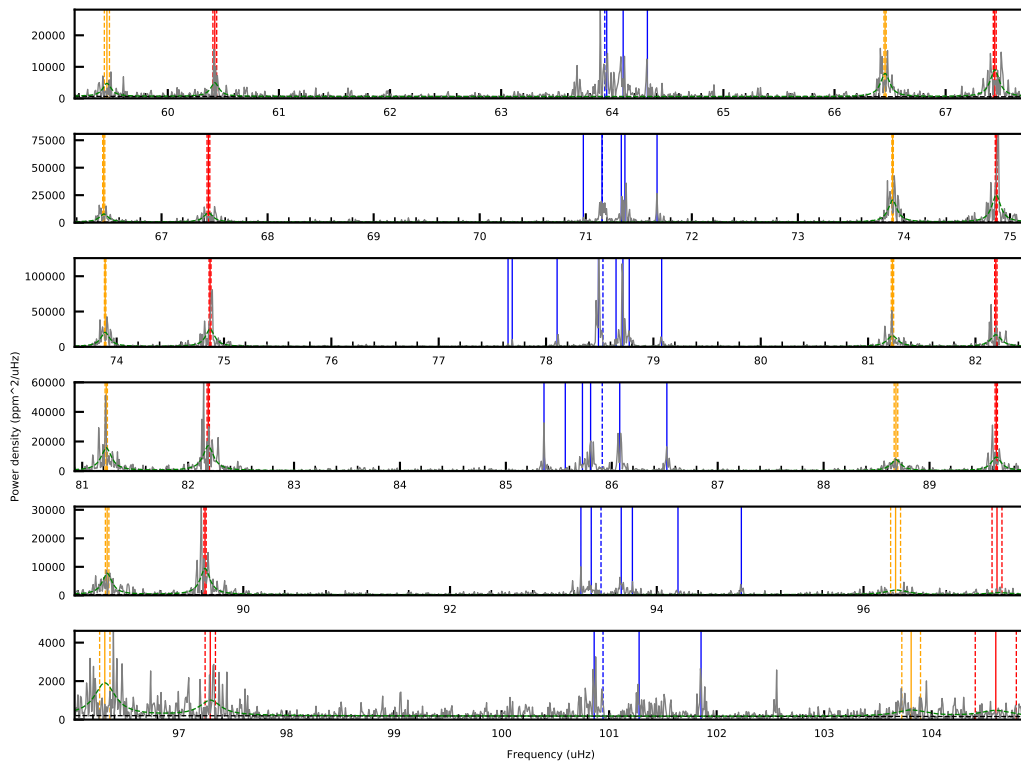 20000
10000
0
60 61 62 63 64 65 66 67
75000
50000
25000
0
67 68 69 70 71 72 73 74 75
100000
50000
0
74 75 76 77 78 79 80 81 82
Power density (ppm^2/uHz)
60000
40000
20000
0
81 82 83 84 85 86 87 88 89
30000
20000
10000
0
90 92 94 96
4000
2000
0
97 98 99 100 101 102 103 104
Frequency (uHz)